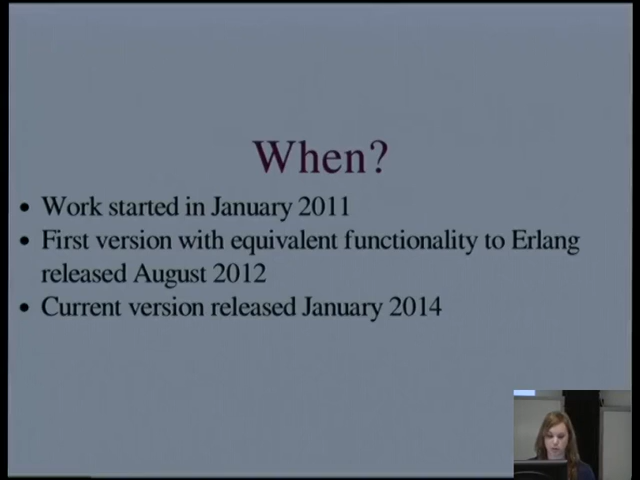 When?
• Work started in January 2011
• First version with equivalent functionality to Erlang
released August 2012
• Current version released January 2014